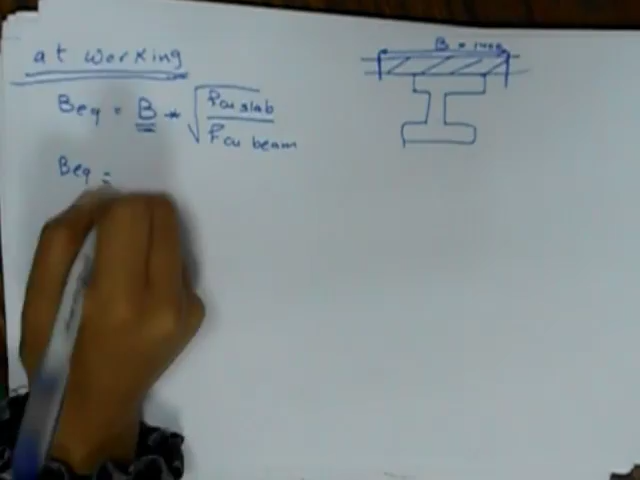 at working
B = 1400
Beq = B * √ Fcu slab / Fcu beam
Beq =